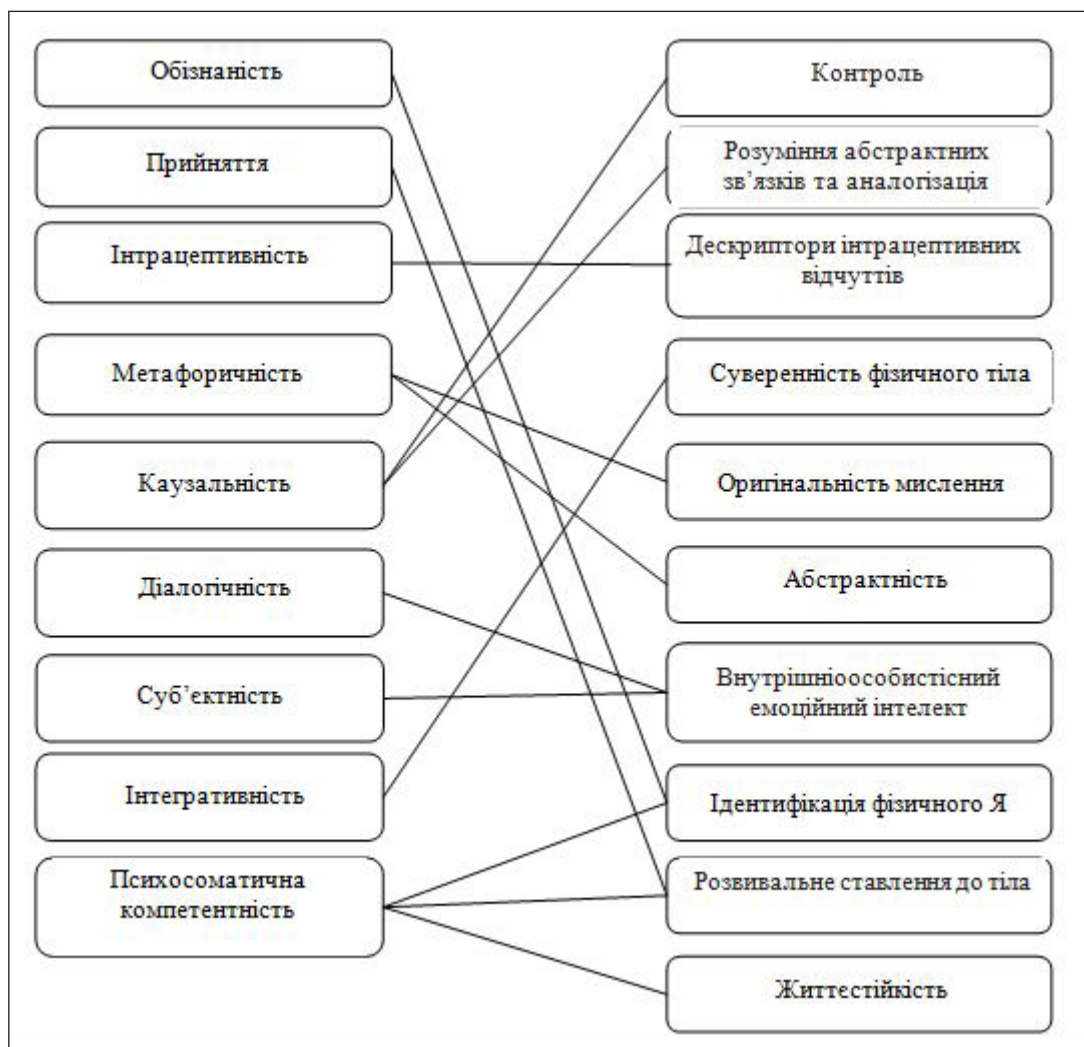 Обізнаність
Прийняття
Інтрацептивність
Метафоричність
Каузальність
Діалогічність
Суб’єктність
Інтегративність
Психосоматична
компетентність
Контроль
Розуміння абстрактних
зв’язків та аналогізація
Дескриптори інтрацептивних
відчуттів
Суверенність фізичного тіла
Оригінальність мислення
Абстрактність
Внутрішніоособистісний
емоційний інтелект
Ідентифікація фізичного Я
Розвивальне ставлення до тіла
Життєстійкість